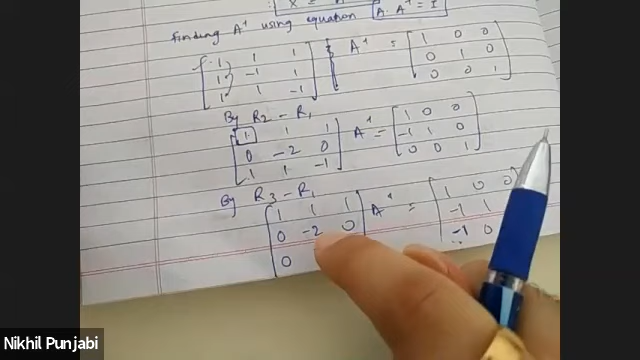 Finding A⁻¹ using equation A·A⁻¹ = I
[1 1 1] A⁻¹ = [1 0 0]
[1 -1 1] [0 1 0]
[1 1 -1] [0 0 1]
By R2 - R1
[1 1 1] A⁻¹ = [1 0 0]
[0 -2 0] [-1 1 0]
[1 1 -1] [0 0 1]
By R3 - R1
[1 1 1] A⁻¹ = [1 0 0]
[0 -2 0] [-1 1
[0 [-1 0
Nikhil Punjabi